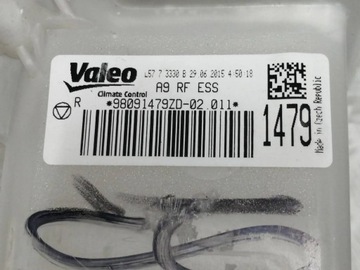 Valeo
Climate Control
L57 7 3330 B 29 06 2015 4 50 18
A9 RF ESS
R *98091479ZD-02.011*
1479
Made in Czech Republic